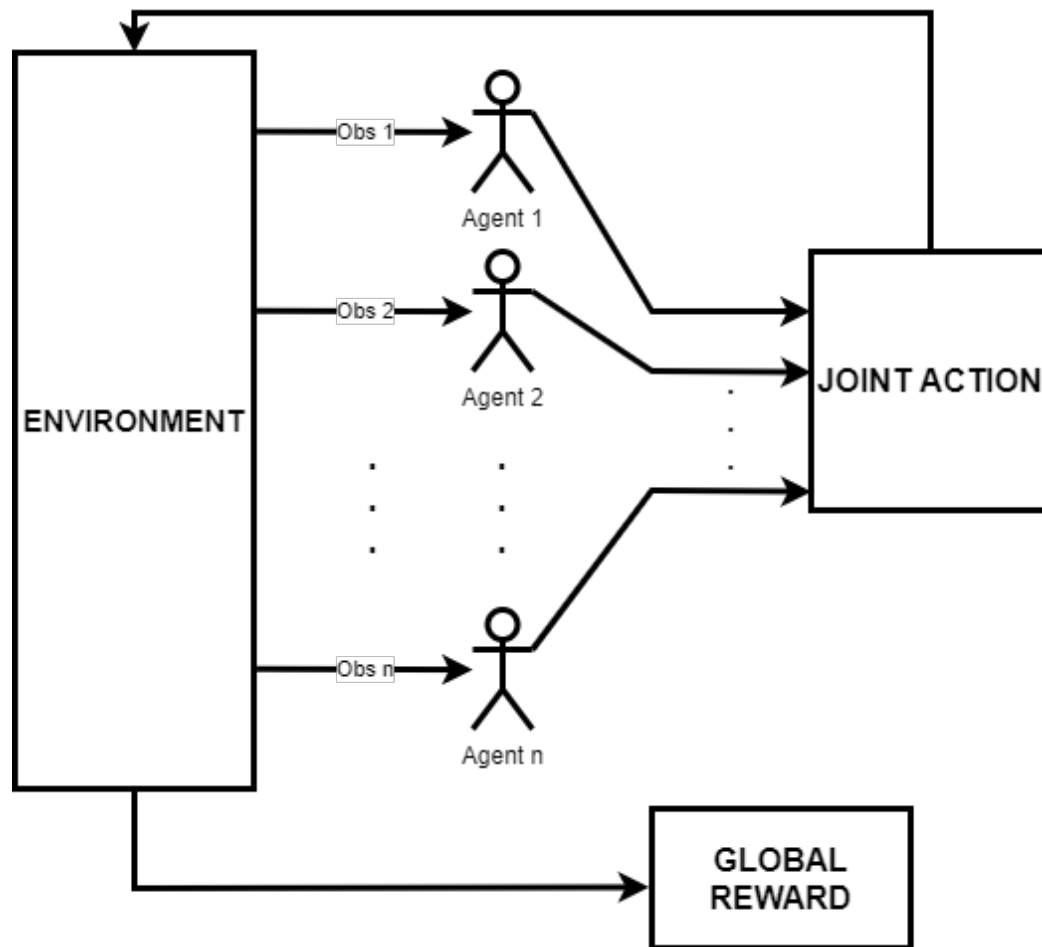 Obs 1
Agent 1
Obs 2
Agent 2
JOINT ACTION
ENVIRONMENT
Obs n
Agent n
GLOBAL
REWARD